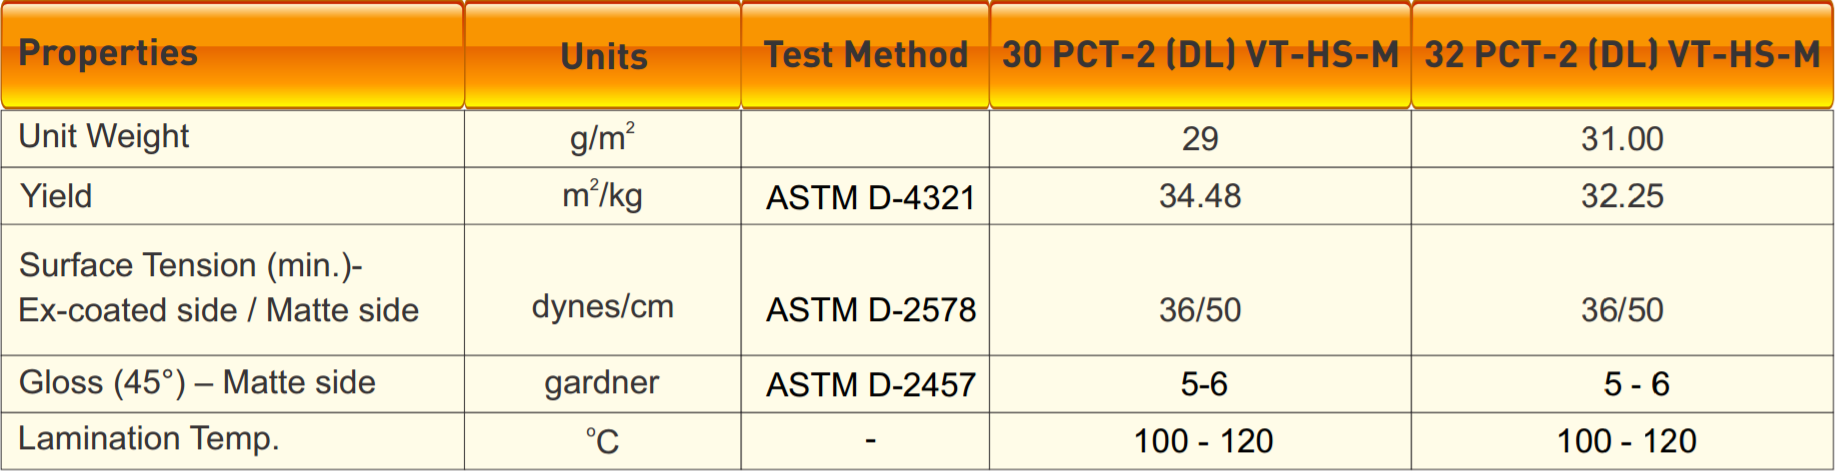 Properties Units Test Method 30 PCT-2 (DL) VT-HS-M 32 PCT-2 (DL) VT-HS-M
Unit Weight g/m² 29 31.00
Yield m²/kg ASTM D-4321 34.48 32.25
Surface Tension (min.)-
Ex-coated side / Matte side dynes/cm ASTM D-2578 36/50 36/50
Gloss (45°) – Matte side gardner ASTM D-2457 5-6 5 - 6
Lamination Temp. °C - 100 - 120 100 - 120